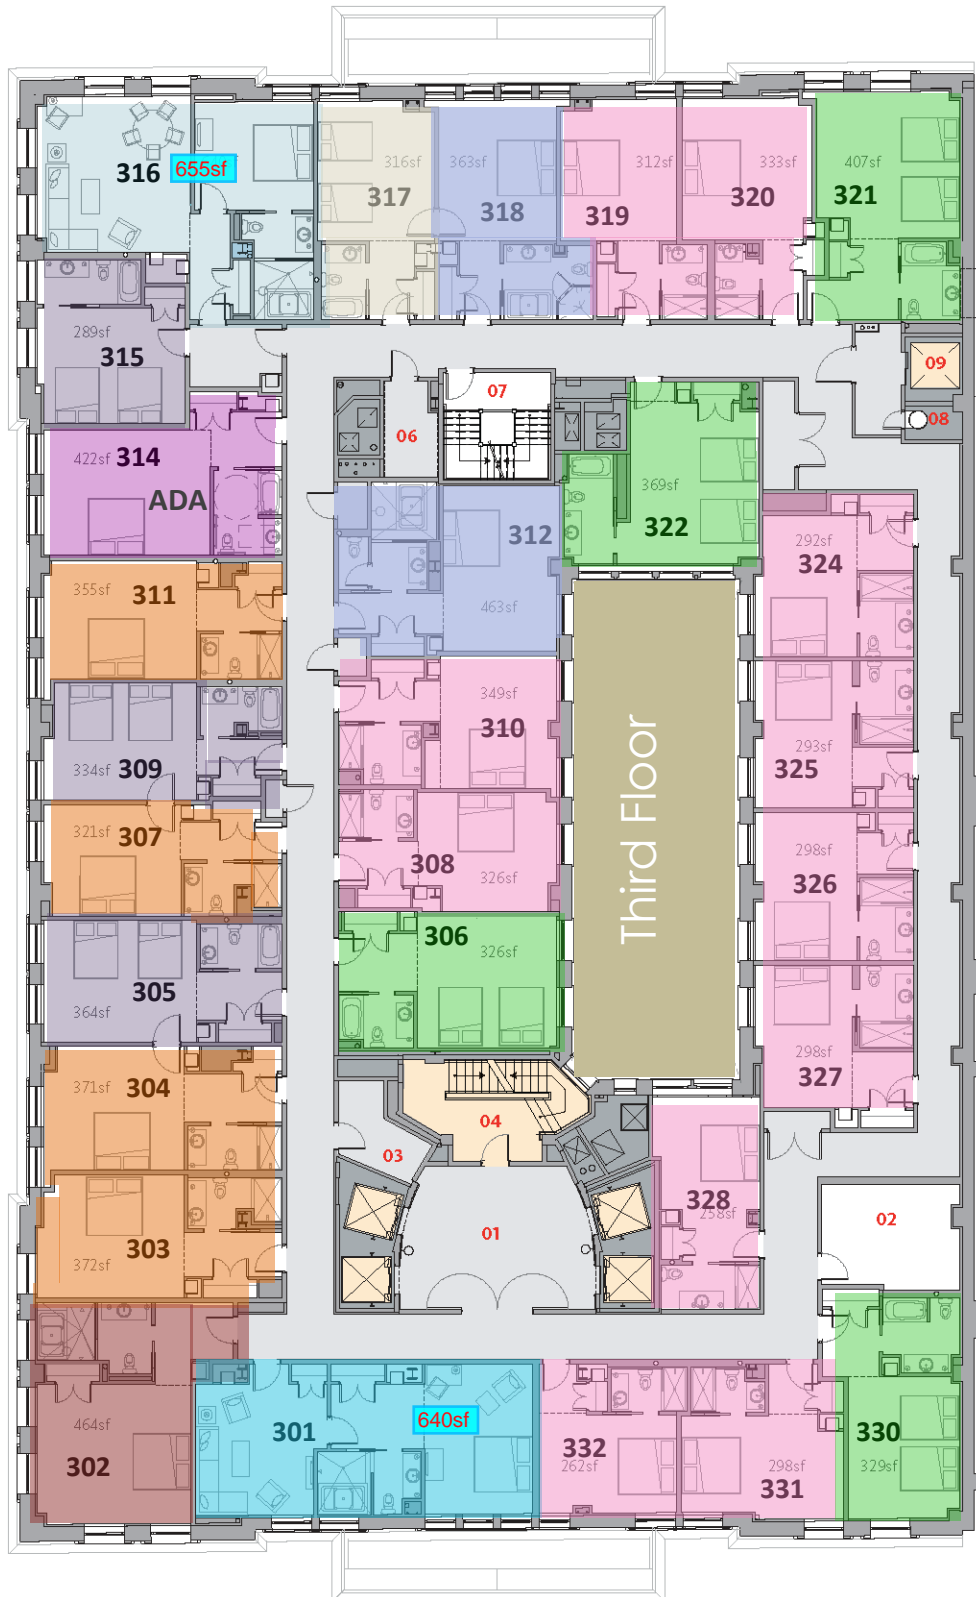 316
655sf
316sf
317
363sf
318
312sf
319
333sf
320
407sf
321
289sf
315
09
08
07
06
422sf 314
ADA
369sf
322
312
463sf
292sf
324
355sf
311
349sf
310
293sf
325
334sf
309
321sf
307
308
326sf
298sf
326
Third Floor
306
326sf
364sf
305
298sf
327
371sf
304
04
03
328
258sf
01
02
303
372sf
464sf
302
301
640sf
332
262sf
298sf
331
330
329sf